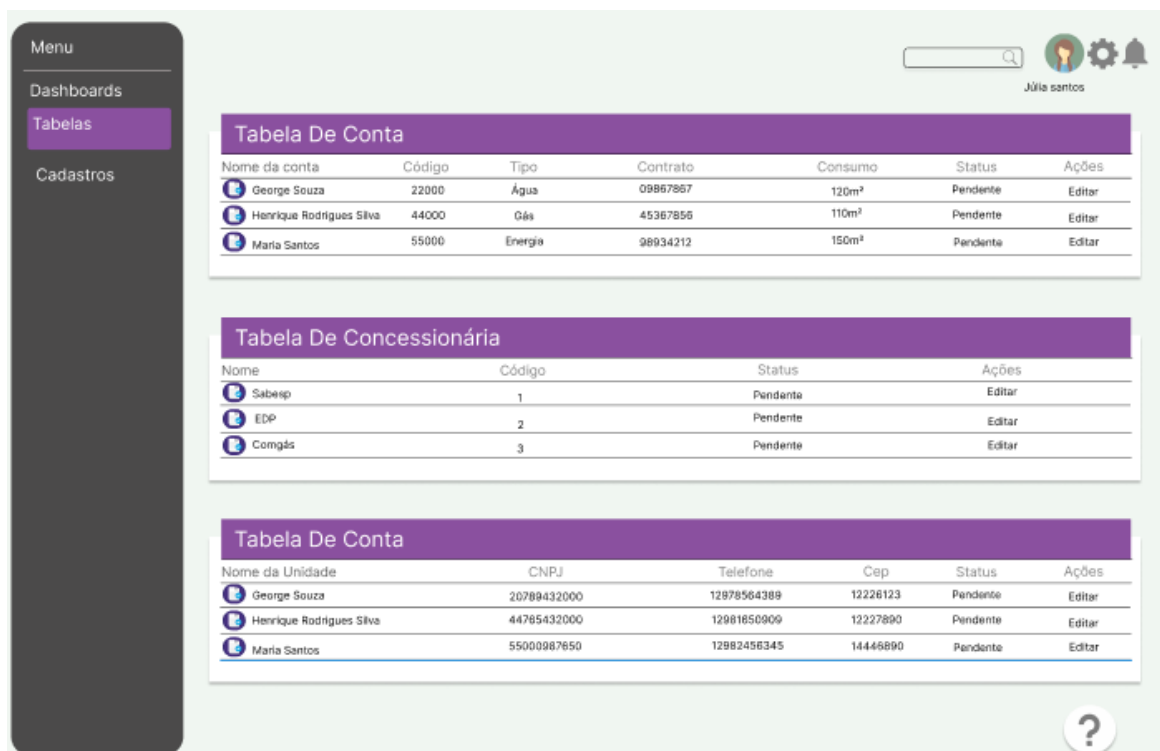 Menu
Dashboards
Tabelas
Cadastros
Júlia santos
Tabela De Conta
Nome da conta Código Tipo Contrato Consumo Status Ações
George Souza 22000 Água 09867867 120m³ Pendente Editar
Henrique Rodrigues Silva 44000 Gás 45367856 110m³ Pendente Editar
Maria Santos 55000 Energia 98934212 150m³ Pendente Editar
Tabela De Concessionária
Nome Código Status Ações
Sabesp 1 Pendente Editar
EDP 2 Pendente Editar
Comgás 3 Pendente Editar
Tabela De Conta
Nome da Unidade CNPJ Telefone Cep Status Ações
George Souza 20789432000 12978564389 12226123 Pendente Editar
Henrique Rodrigues Silva 44765432000 12981650909 12227890 Pendente Editar
Maria Santos 55000987650 12982456345 14446890 Pendente Editar
?